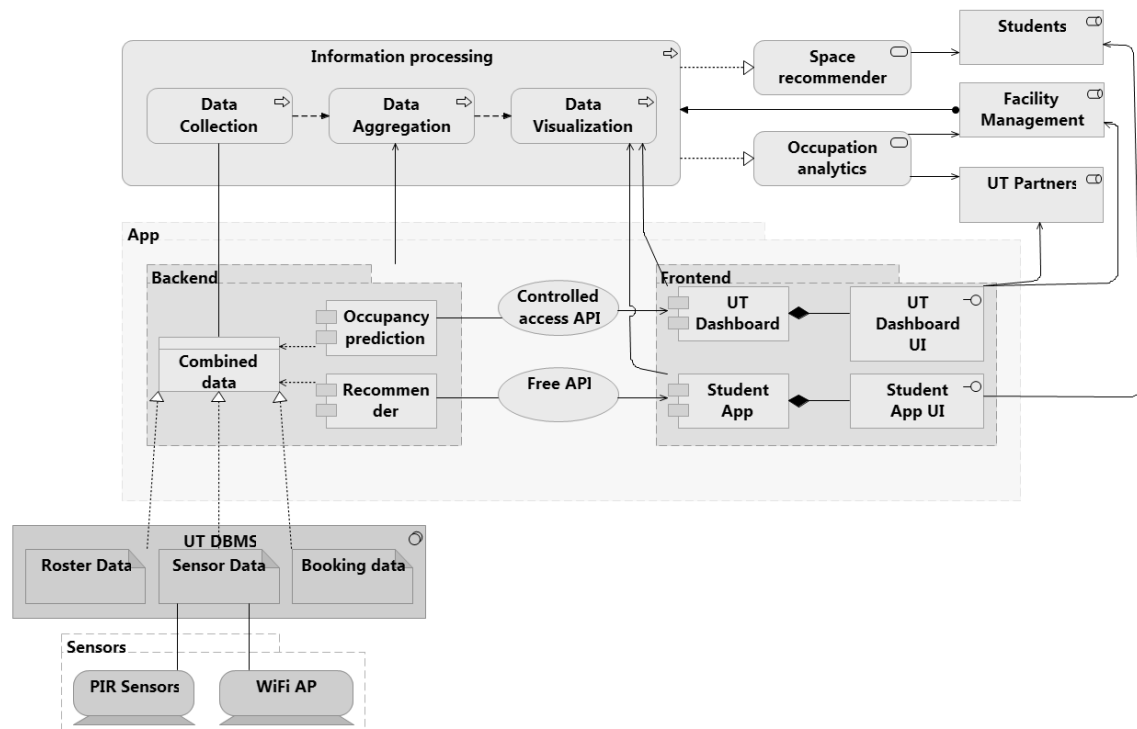 Information processing
Data
Collection
Data
Aggregation
Data
Visualization
Space
recommender
Occupation
analytics
Students
Facility
Management
UT Partners
App
Backend
Occupancy
prediction
Combined
data
Recommen
der
Controlled
access API
Free API
Frontend
UT
Dashboard
UT
Dashboard
UI
Student
App
Student
App UI
UT DBMS
Roster Data
Sensor Data
Booking data
Sensors
PIR Sensors
WiFi AP